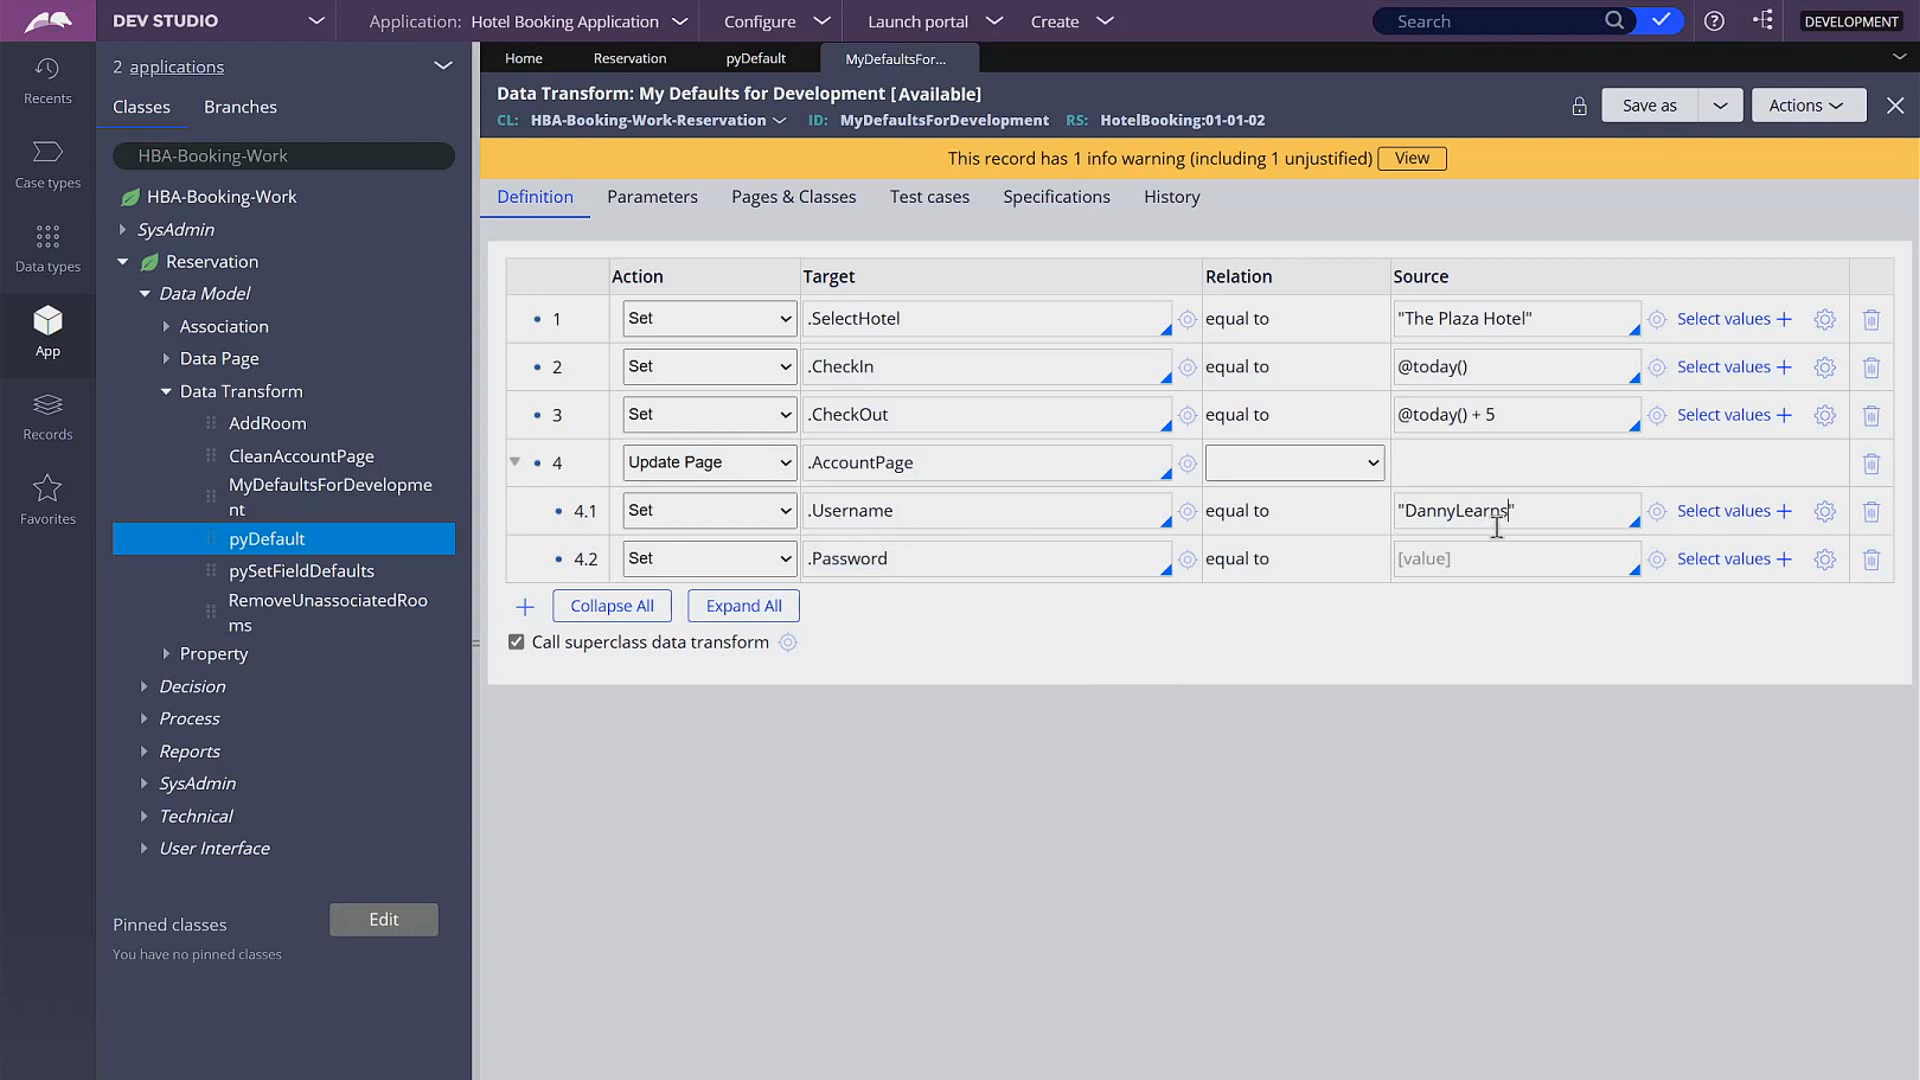 DEV STUDIO
Application: Hotel Booking Application
Configure
Launch portal
Create
Search
DEVELOPMENT
Recents
Case types
Data types
App
Records
Favorites
2 applications
Classes
Branches
HBA-Booking-Work
HBA-Booking-Work
SysAdmin
Reservation
Data Model
Association
Data Page
Data Transform
AddRoom
CleanAccountPage
MyDefaultsForDevelopme
nt
pyDefault
pySetFieldDefaults
RemoveUnassociatedRoo
ms
Property
Decision
Process
Reports
SysAdmin
Technical
User Interface
Pinned classes
Edit
You have no pinned classes
Home
Reservation
pyDefault
MyDefaultsFor...
Data Transform: My Defaults for Development [Available]
CL: HBA-Booking-Work-Reservation ID: MyDefaultsForDevelopment RS: HotelBooking:01-01-02
Save as
Actions
This record has 1 info warning (including 1 unjustified) View
Definition Parameters Pages & Classes Test cases Specifications History
Action Target Relation Source
1 Set .SelectHotel equal to "The Plaza Hotel" Select values
2 Set .CheckIn equal to @today() Select values
3 Set .CheckOut equal to @today() + 5 Select values
4 Update Page .AccountPage
4.1 Set .Username equal to "DannyLearns" Select values
4.2 Set .Password equal to [value] Select values
Collapse All Expand All
Call superclass data transform